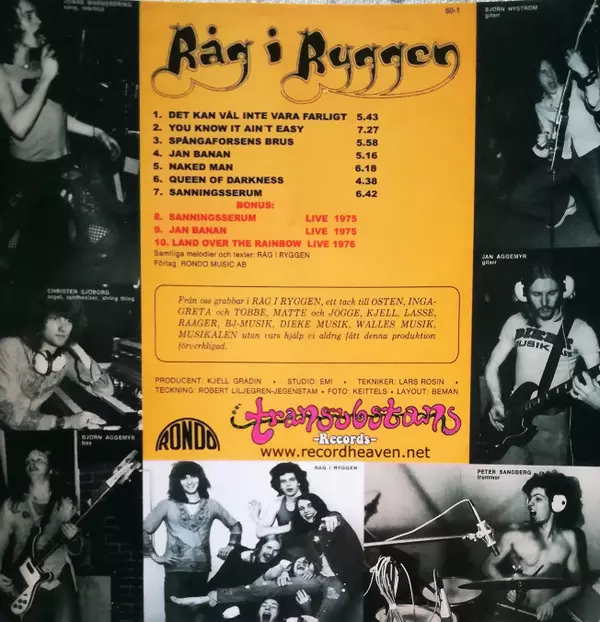 JONAS WARNERBRING
sång, kåbitol
60-1
BJÖRN NYSTRÖM
gitarr
Råg i Ryggen
1. DET KAN VÄL INTE VARA FARLIGT 5.43
2. YOU KNOW IT AIN´T EASY 7.27
3. SPÅNGAFORSENS BRUS 5.58
4. JAN BANAN 5.16
5. NAKED MAN 6.18
6. QUEEN OF DARKNESS 4.38
7. SANNINGSSERUM 6.42
BONUS:
8. SANNINGSSERUM LIVE 1975
9. JAN BANAN LIVE 1975
10. LAND OVER THE RAINBOW LIVE 1976
Samtliga melodier och texter: RÅG I RYGGEN
Förlag: RONDO MUSIC AB
JAN AGGEMYR
gitarr
CHRISTER SJÖBORG
orgel, synthesizer, string thing
Från oss grabbar i RÅG I RYGGEN, ett tack till ÖSTEN, INGA-
GRETA och TOBBE, MATTE och JÖGGE, KJELL, LASSE,
RAAGER, BJ-MUSIK, DIEKE MUSIK, WALLES MUSIK,
MUSIKALEN utan vars hjälp vi aldrig fått denna produktion
förverkligad.
MUSIK
PRODUCENT: KJELL GRADIN • STUDIO: EMI • TEKNIKER: LARS ROSIN •
TECKNING: ROBERT LILJEGREN-JEGENSTAM • FOTO: KEITTELS • LAYOUT: BEMAN
RONDO
transubstans
-Records-
www.recordheaven.net
BJÖRN AGGEMYR
bas
RÅG I RYGGEN
PETER SANDBERG
trummor